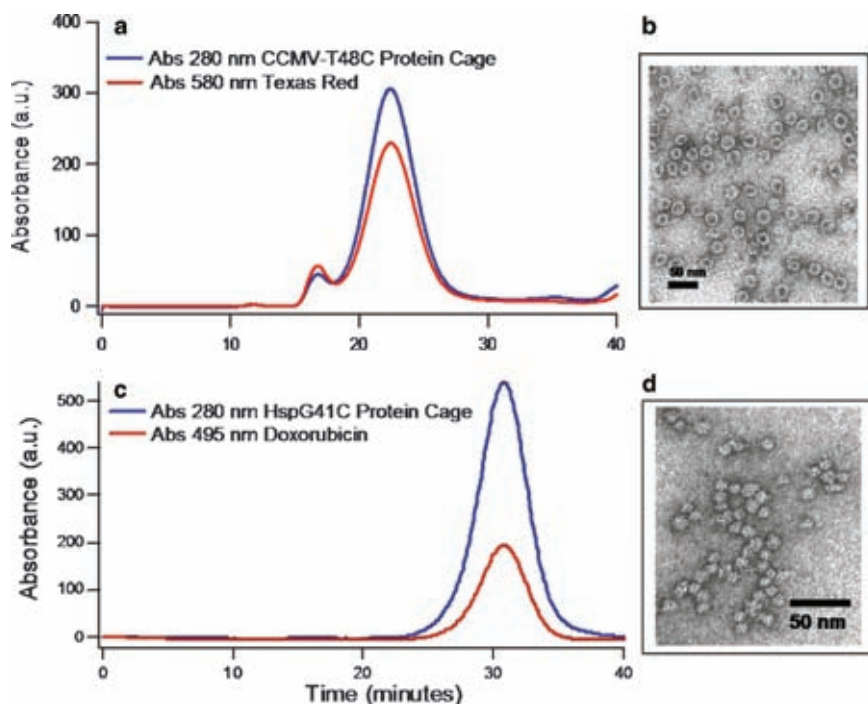 a
Abs 280 nm CCMV-T48C Protein Cage
Abs 580 nm Texas Red
Absorbance (a.u.)
400
300
200
100
0
0
10
20
30
40
b
50 nm
c
Abs 280 nm HspG41C Protein Cage
Abs 495 nm Doxorubicin
Absorbance (a.u.)
500
400
300
200
100
0
0
10
20
30
40
Time (minutes)
d
50 nm